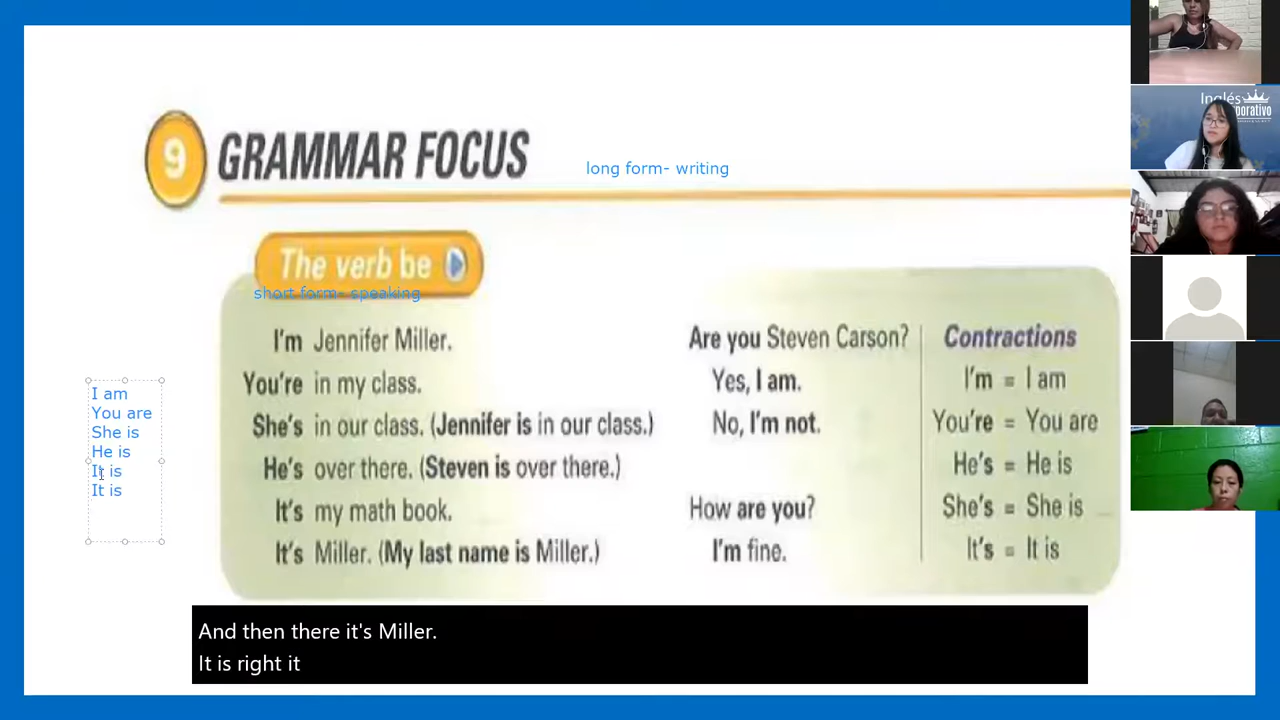 Inglés
porativo
9 GRAMMAR FOCUS
long form- writing
The verb be
short form- speaking
I'm Jennifer Miller.
You're in my class.
She's in our class. (Jennifer is in our class.)
He's over there. (Steven is over there.)
It's my math book.
It's Miller. (My last name is Miller.)
Are you Steven Carson?
Yes, I am.
No, I'm not.
How are you?
I'm fine.
Contractions
I'm = I am
You're = You are
He's = He is
She's = She is
It's = It is
I am
You are
She is
He is
It is
It is
And then there it's Miller.
It is right it